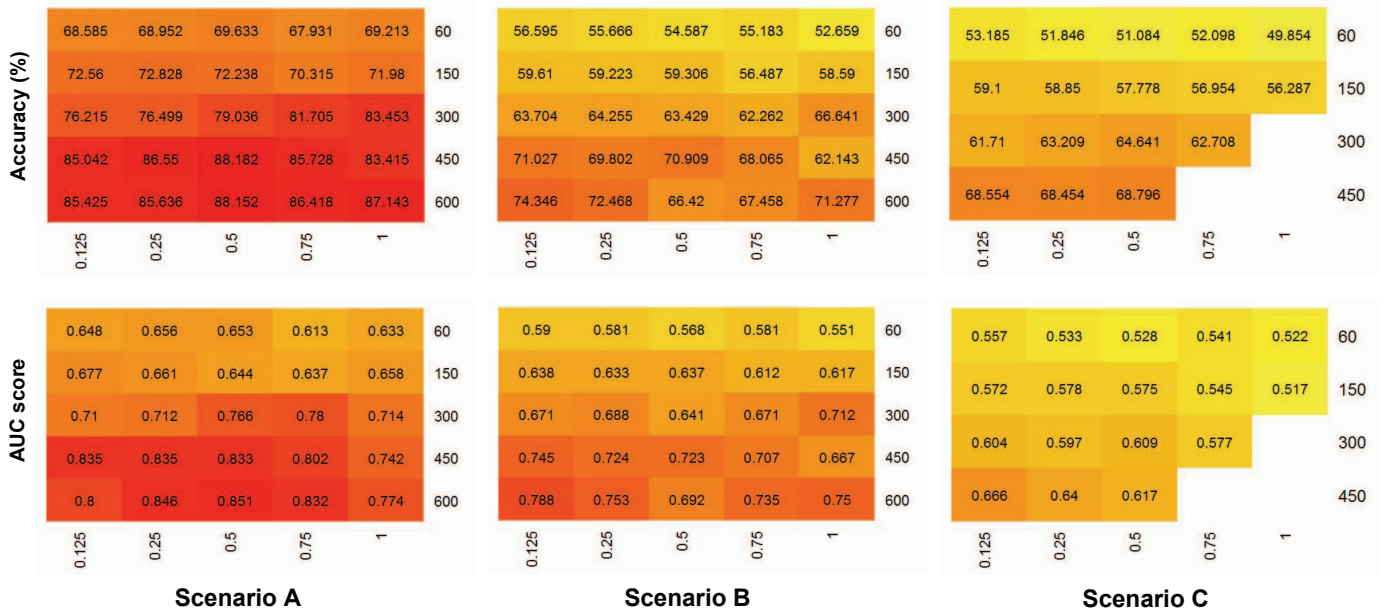 Accuracy (%)
68.585 68.952 69.633 67.931 69.213 60
72.56 72.828 72.238 70.315 71.98 150
76.215 76.499 79.036 81.705 83.453 300
85.042 86.55 88.182 85.728 83.415 450
85.425 85.636 88.152 86.418 87.143 600
0.125 0.25 0.5 0.75 1
56.595 55.666 54.587 55.183 52.659 60
59.61 59.223 59.306 56.487 58.59 150
63.704 64.255 63.429 62.262 66.641 300
71.027 69.802 70.909 68.065 62.143 450
74.346 72.468 66.42 67.458 71.277 600
0.125 0.25 0.5 0.75 1
53.185 51.846 51.084 52.098 49.854 60
59.1 58.85 57.778 56.954 56.287 150
61.71 63.209 64.641 62.708 300
68.554 68.454 68.796 450
0.125 0.25 0.5 0.75 1
AUC score
0.648 0.656 0.653 0.613 0.633 60
0.677 0.661 0.644 0.637 0.658 150
0.71 0.712 0.766 0.78 0.714 300
0.835 0.835 0.833 0.802 0.742 450
0.8 0.846 0.851 0.832 0.774 600
0.125 0.25 0.5 0.75 1
0.59 0.581 0.568 0.581 0.551 60
0.638 0.633 0.637 0.612 0.617 150
0.671 0.688 0.641 0.671 0.712 300
0.745 0.724 0.723 0.707 0.667 450
0.788 0.753 0.692 0.735 0.75 600
0.125 0.25 0.5 0.75 1
0.557 0.533 0.528 0.541 0.522 60
0.572 0.578 0.575 0.545 0.517 150
0.604 0.597 0.609 0.577 300
0.666 0.64 0.617 450
0.125 0.25 0.5 0.75 1
Scenario A
Scenario B
Scenario C